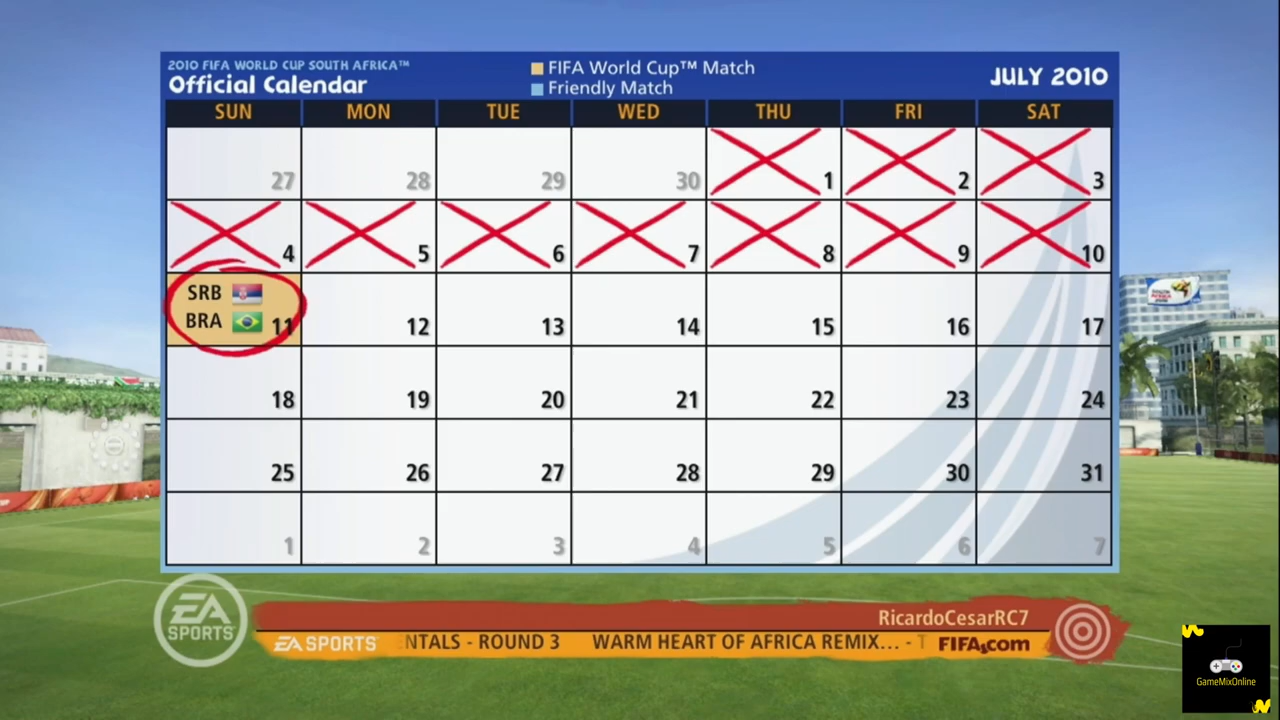 2010 FIFA WORLD CUP SOUTH AFRICA™
Official Calendar
FIFA World Cup™ Match
Friendly Match
JULY 2010
SUN MON TUE WED THU FRI SAT
27 28 29 30 1 2 3
4 5 6 7 8 9 10
SRB
BRA
11 12 13 14 15 16 17
18 19 20 21 22 23 24
25 26 27 28 29 30 31
1 2 3 4 5 6 7
EA
SPORTS
RicardoCesarRC7
EA SPORTS NTALS - ROUND 3 WARM HEART OF AFRICA REMIX... - T FIFA.com
GameMixOnline